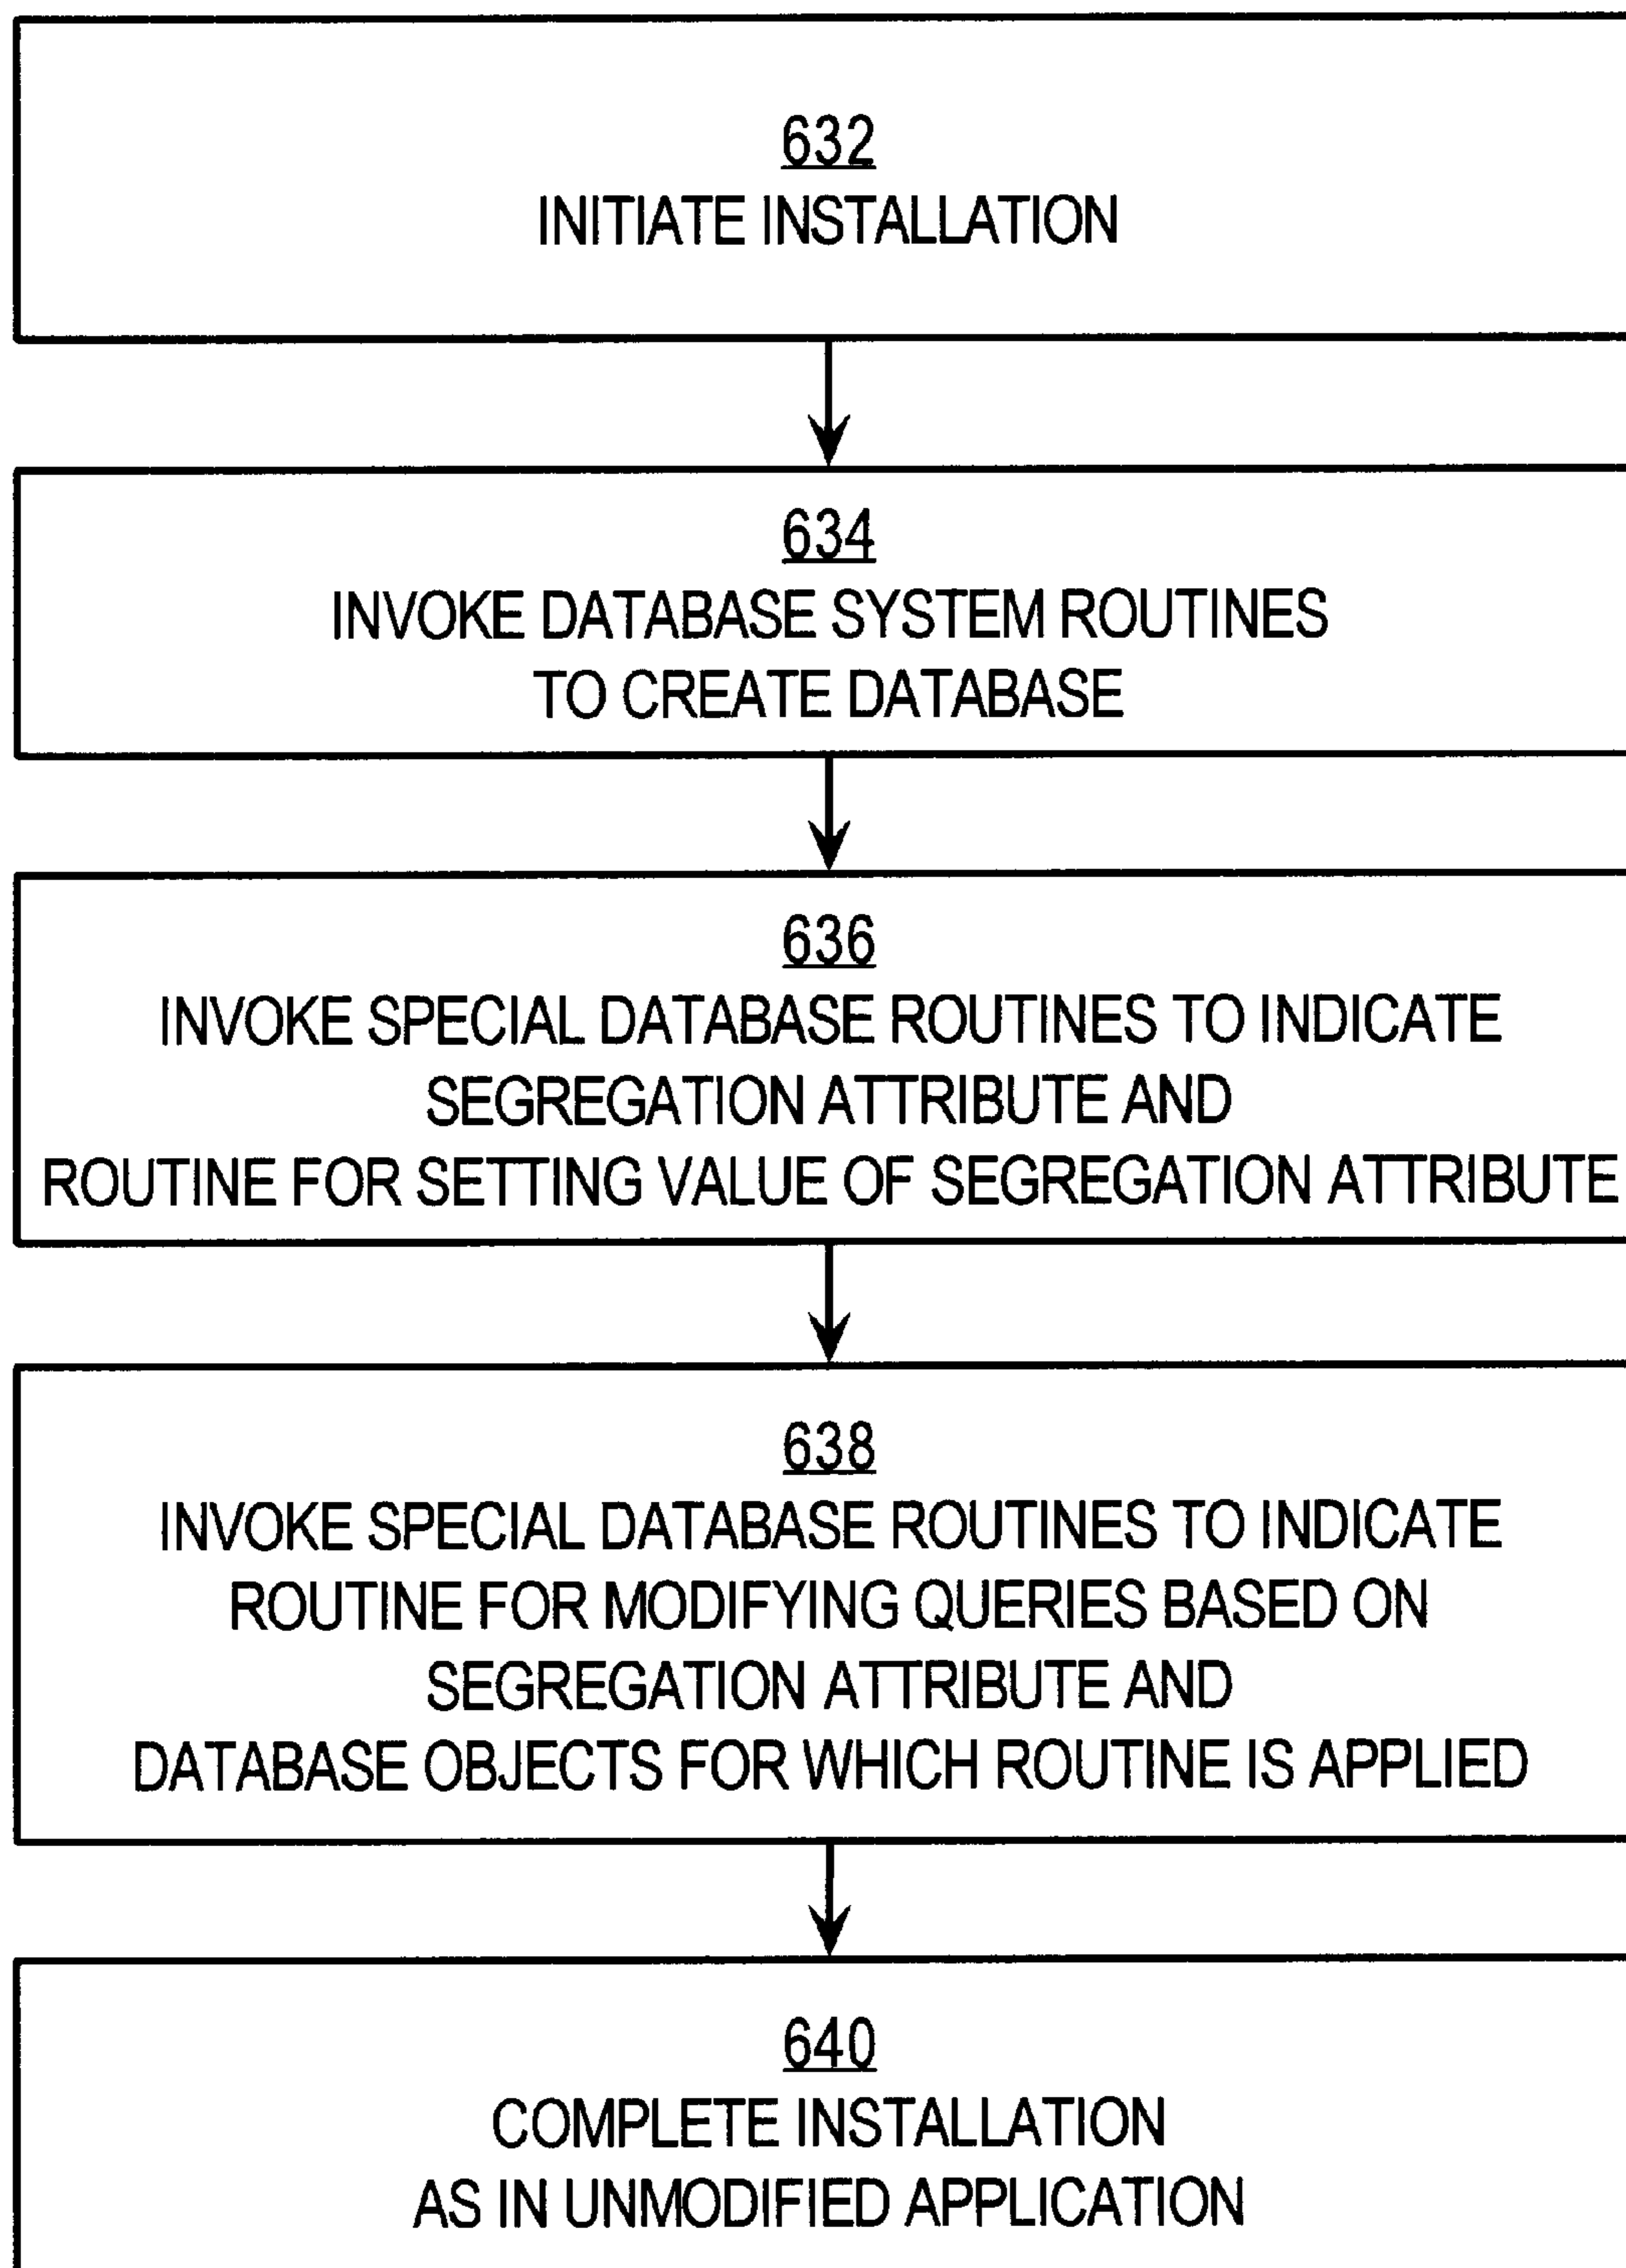 632
INITIATE INSTALLATION
634
INVOKE DATABASE SYSTEM ROUTINES
TO CREATE DATABASE
636
INVOKE SPECIAL DATABASE ROUTINES TO INDICATE
SEGREGATION ATTRIBUTE AND
ROUTINE FOR SETTING VALUE OF SEGREGATION ATTRIBUTE
638
INVOKE SPECIAL DATABASE ROUTINES TO INDICATE
ROUTINE FOR MODIFYING QUERIES BASED ON
SEGREGATION ATTRIBUTE AND
DATABASE OBJECTS FOR WHICH ROUTINE IS APPLIED
640
COMPLETE INSTALLATION
AS IN UNMODIFIED APPLICATION